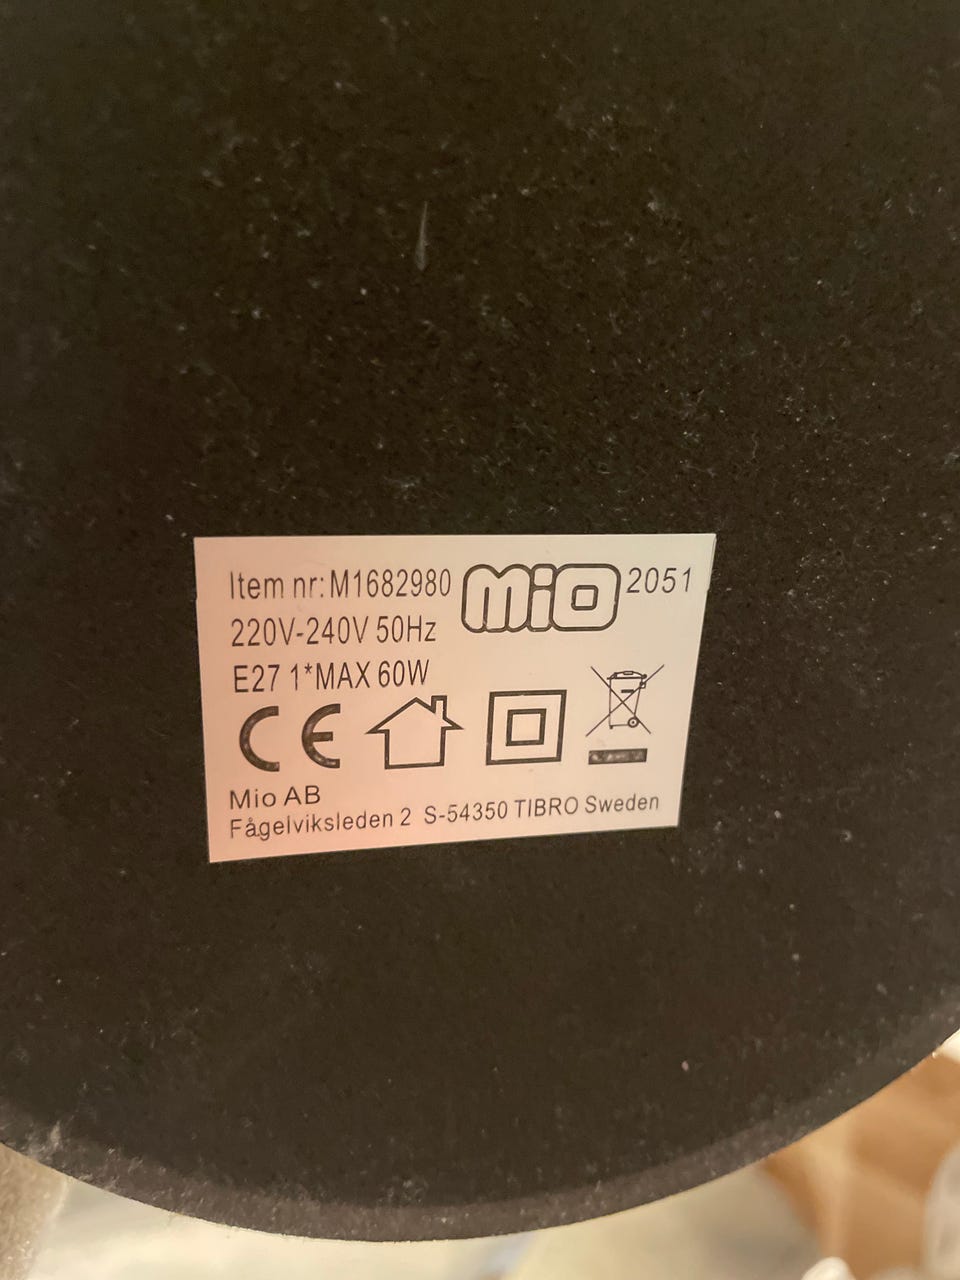 Item nr: M1682980 mio 2051
220V-240V 50Hz
E27 1*MAX 60W
CE
Mio AB
Fågelviksleden 2 S-54350 TIBRO Sweden